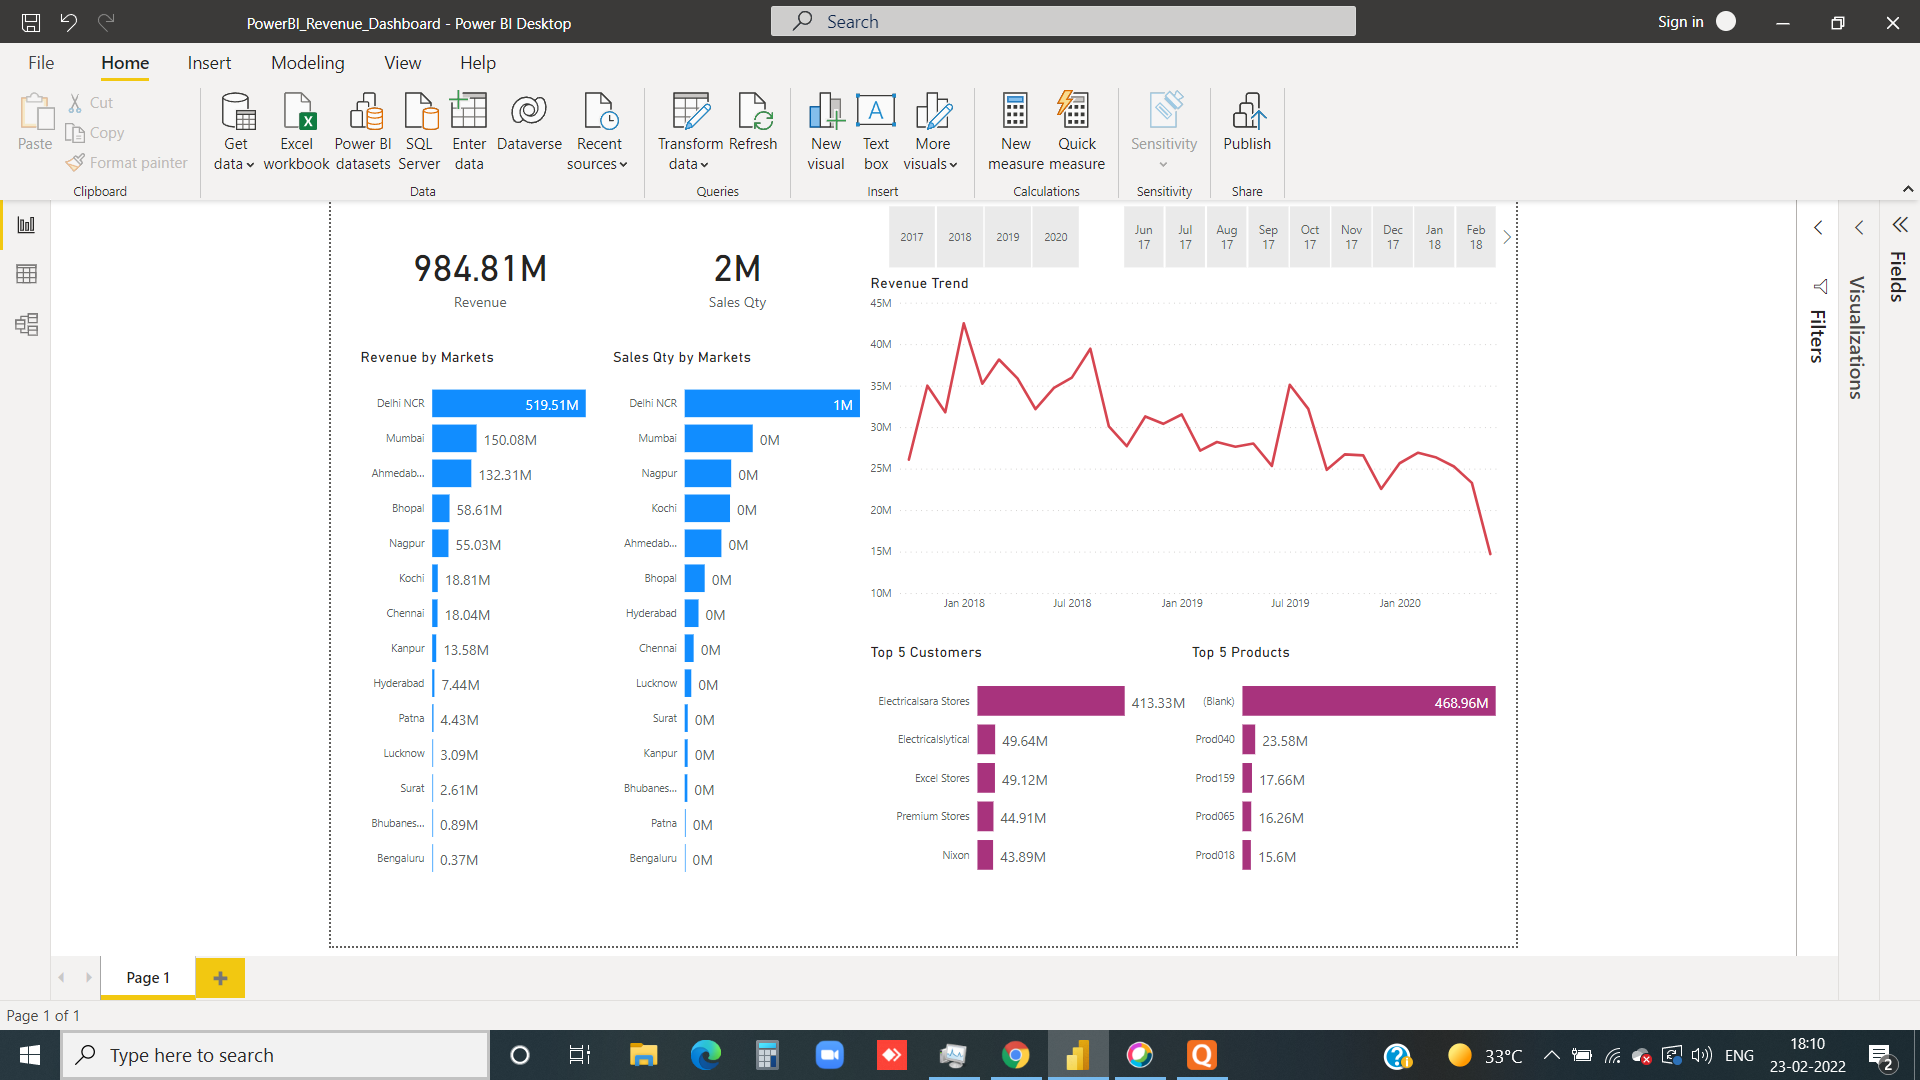 PowerBI_Revenue_Dashboard - Power BI Desktop
Search
Sign in
File
Home
Insert
Modeling
View
Help
Paste
Cut
Copy
Format painter
Clipboard
Get data
Excel workbook
Power BI datasets
SQL Server
Enter data
Dataverse
Recent sources
Data
Transform data
Refresh
Queries
New visual
Text box
More visuals
Insert
New measure
Quick measure
Calculations
Sensitivity
Sensitivity
Publish
Share
984.81M
Revenue
2M
Sales Qty
2017
2018
2019
2020
Jun 17
Jul 17
Aug 17
Sep 17
Oct 17
Nov 17
Dec 17
Jan 18
Feb 18
Revenue by Markets
Delhi NCR 519.51M
Mumbai 150.08M
Ahmedab... 132.31M
Bhopal 58.61M
Nagpur 55.03M
Kochi 18.81M
Chennai 18.04M
Kanpur 13.58M
Hyderabad 7.44M
Patna 4.43M
Lucknow 3.09M
Surat 2.61M
Bhubanes... 0.89M
Bengaluru 0.37M
Sales Qty by Markets
Delhi NCR 1M
Mumbai 0M
Nagpur 0M
Kochi 0M
Ahmedab... 0M
Bhopal 0M
Hyderabad 0M
Chennai 0M
Lucknow 0M
Surat 0M
Kanpur 0M
Bhubanes... 0M
Patna 0M
Bengaluru 0M
Revenue Trend
45M
40M
35M
30M
25M
20M
15M
10M
Jan 2018
Jul 2018
Jan 2019
Jul 2019
Jan 2020
Top 5 Customers
Electricalsara Stores 413.33M
Electricalslytical 49.64M
Excel Stores 49.12M
Premium Stores 44.91M
Nixon 43.89M
Top 5 Products
(Blank) 468.96M
Prod040 23.58M
Prod159 17.66M
Prod065 16.26M
Prod018 15.6M
Filters
Visualizations
Fields
Page 1
Page 1 of 1
Type here to search
33°C
ENG
18:10
23-02-2022
2